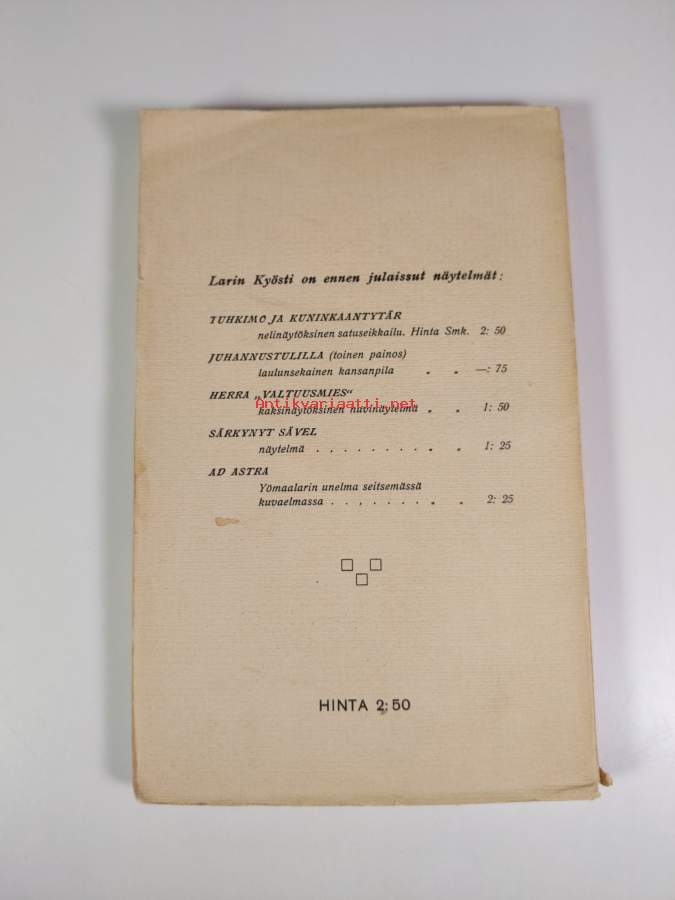 Larin Kyösti on ennen julaissut näytelmät:
TUHKIMO JA KUNINKAANTYTÄR
nelinäytöksinen satuseikkailu. Hinta Smk. 2: 50
JUHANNUSTULILLA (toinen painos)
laulunsekainen kansanpila „ „ —: 75
HERRA „VALTUUSMIES“
Antikvariaatti.net
kaksinäytöksinen huvinäytelmä „ „ 1: 50
SÄRKYNYT SÄVEL
näytelmä . . . . . . . . . . „ „ 1: 25
AD ASTRA
Yömaalarin unelma seitsemässä
kuvaelmassa . . . . . . . . „ „ 2: 25
HINTA 2: 50